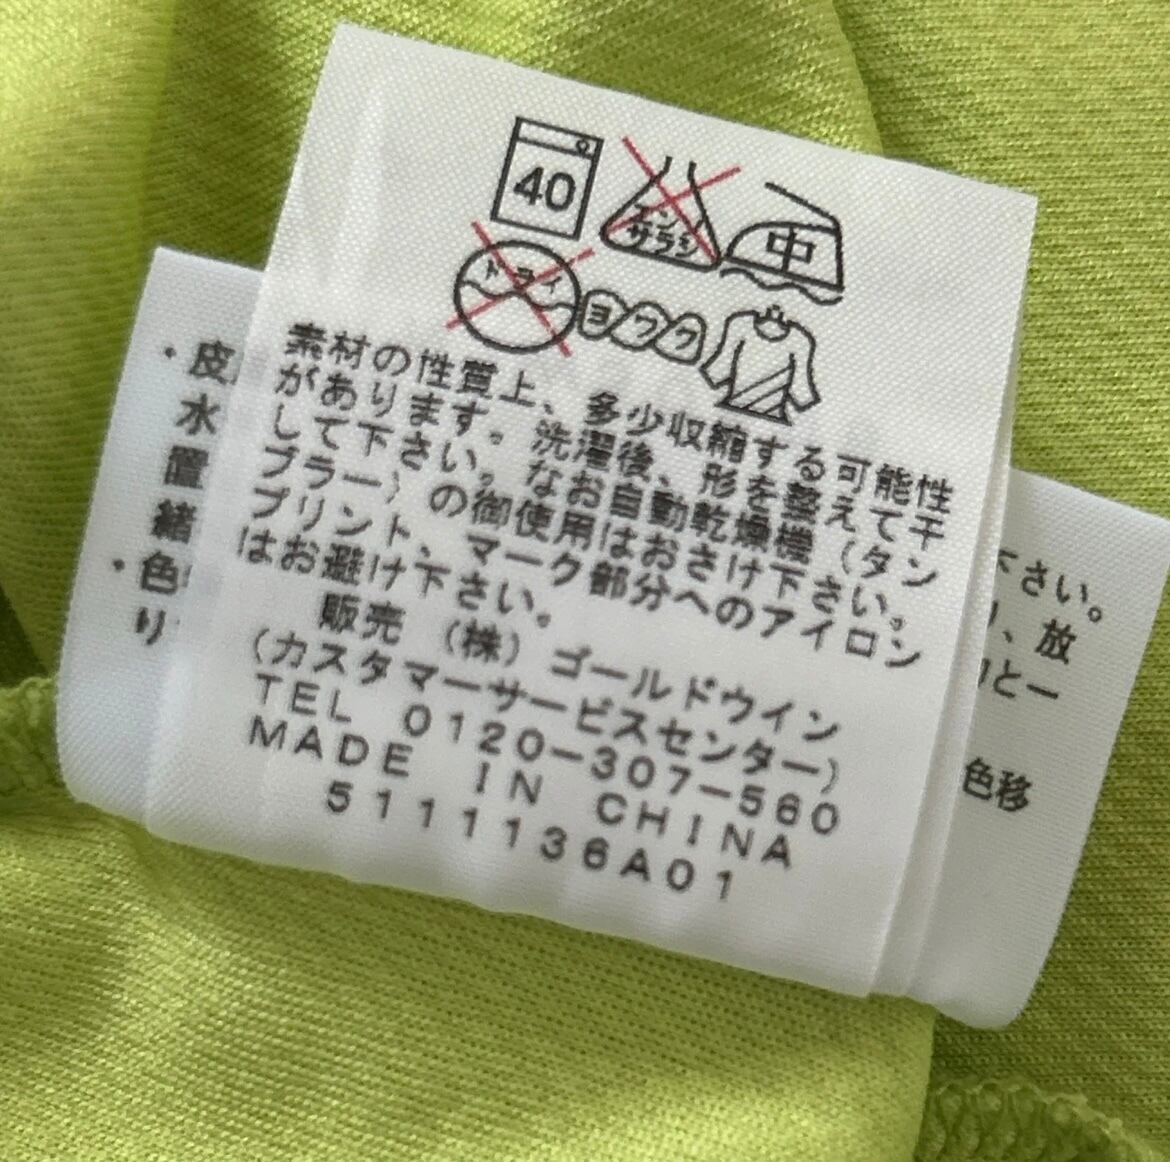 40
エンソ
サラシ
中
ドライ
ヨワク
素材の性質上、多少収縮する可能性
があります。洗濯後、形を整えて干
して下さい。なお自動乾燥機（タン
ブラー）の御使用はおさけ下さい。
プリント、マーク部分へのアイロン
はお避け下さい。
販売 （株）ゴールドウイン
（カスタマーサービスセンター）
TEL 0120-307-560
MADE IN CHINA
5111136A01
・皮
水
置
緒
・色
り
下さい。
、放
のと一
色移